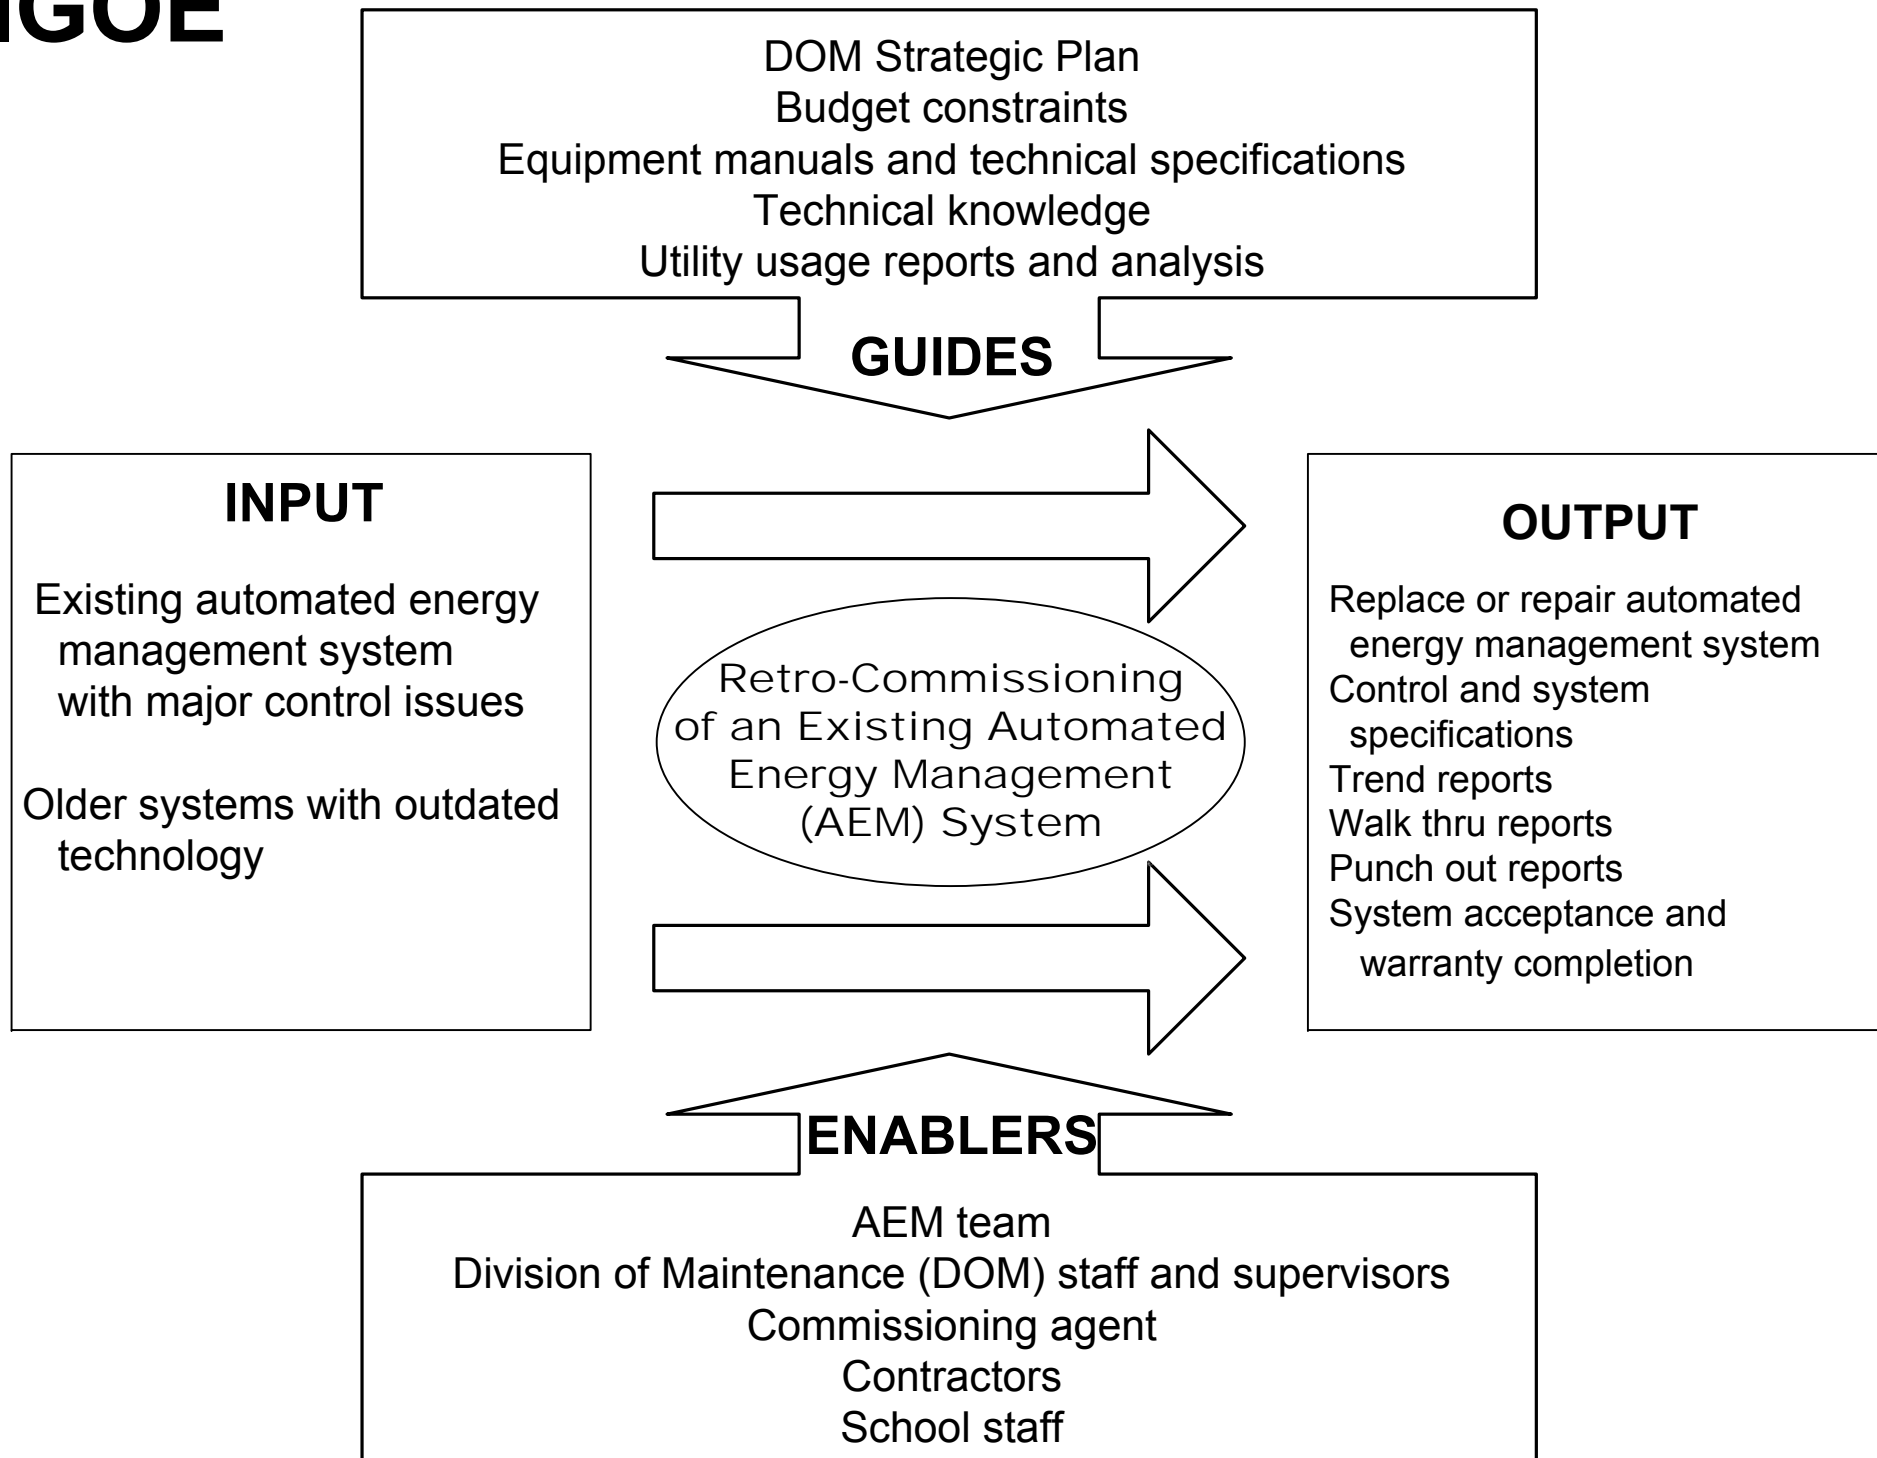 IGOE
DOM Strategic Plan
Budget constraints
Equipment manuals and technical specifications
Technical knowledge
Utility usage reports and analysis
GUIDES
INPUT
Existing automated energy
management system
with major control issues
Older systems with outdated
technology
Retro-Commissioning
of an Existing Automated
Energy Management
(AEM) System
OUTPUT
Replace or repair automated
energy management system
Control and system
specifications
Trend reports
Walk thru reports
Punch out reports
System acceptance and
warranty completion
ENABLERS
AEM team
Division of Maintenance (DOM) staff and supervisors
Commissioning agent
Contractors
School staff